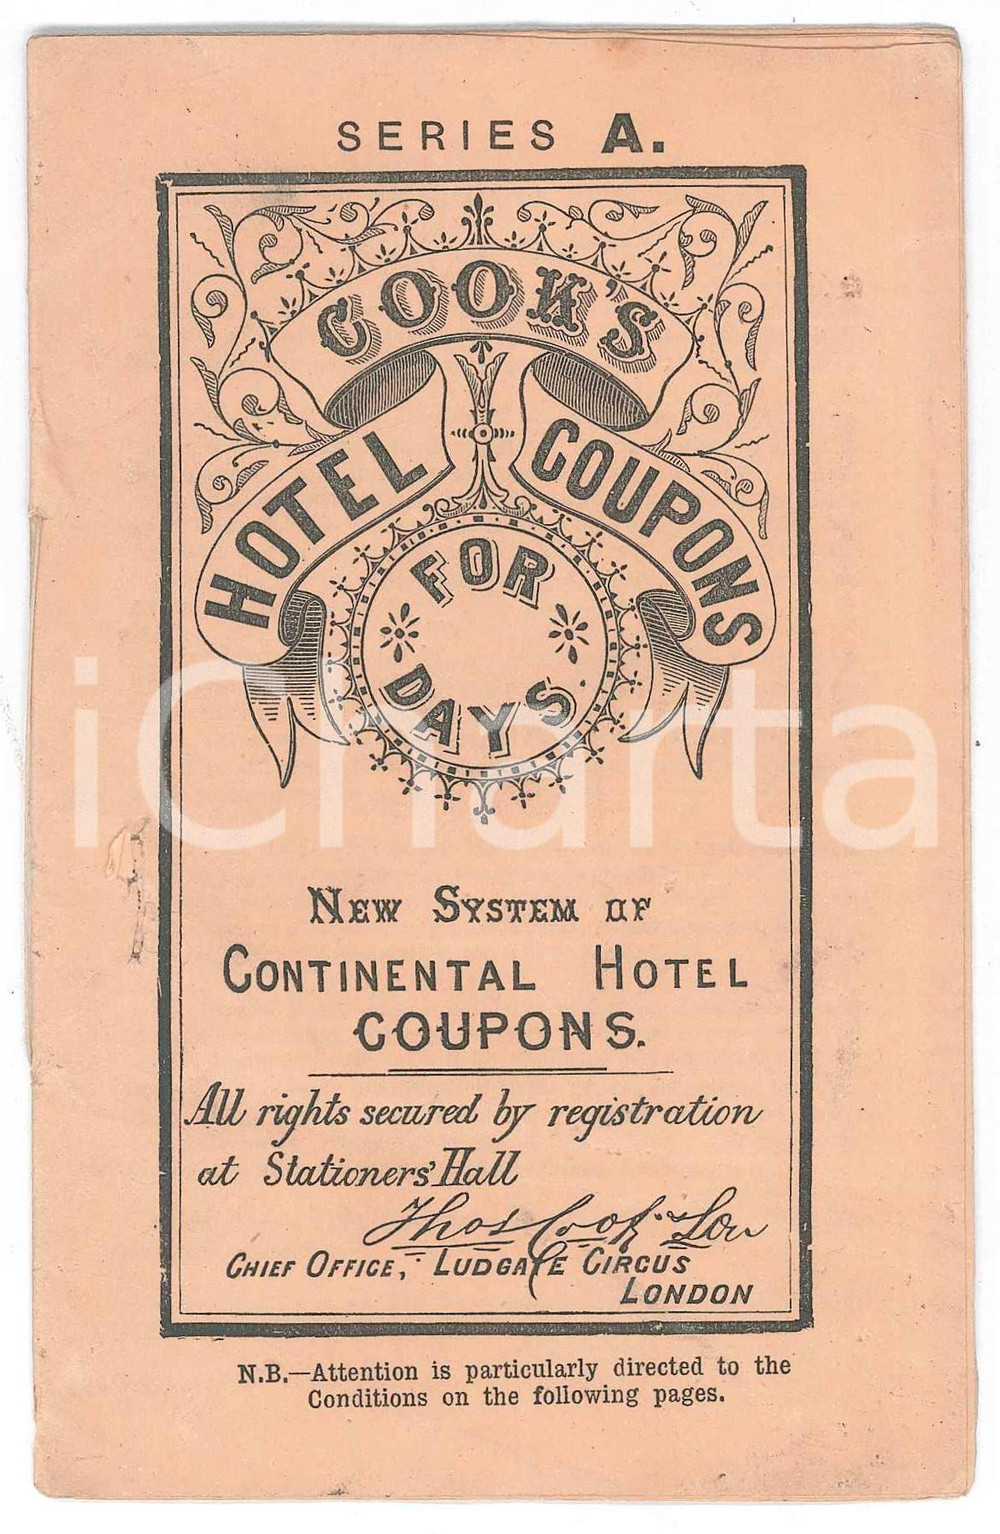 SERIES A.
COOK'S
HOTEL COUPONS
FOR
DAYS
NEW SYSTEM OF
CONTINENTAL HOTEL
COUPONS.
All rights secured by registration
at Stationers' Hall
Thos Cook & Son
CHIEF OFFICE, LUDGATE CIRCUS
LONDON
N.B.—Attention is particularly directed to the
Conditions on the following pages.
iCharta